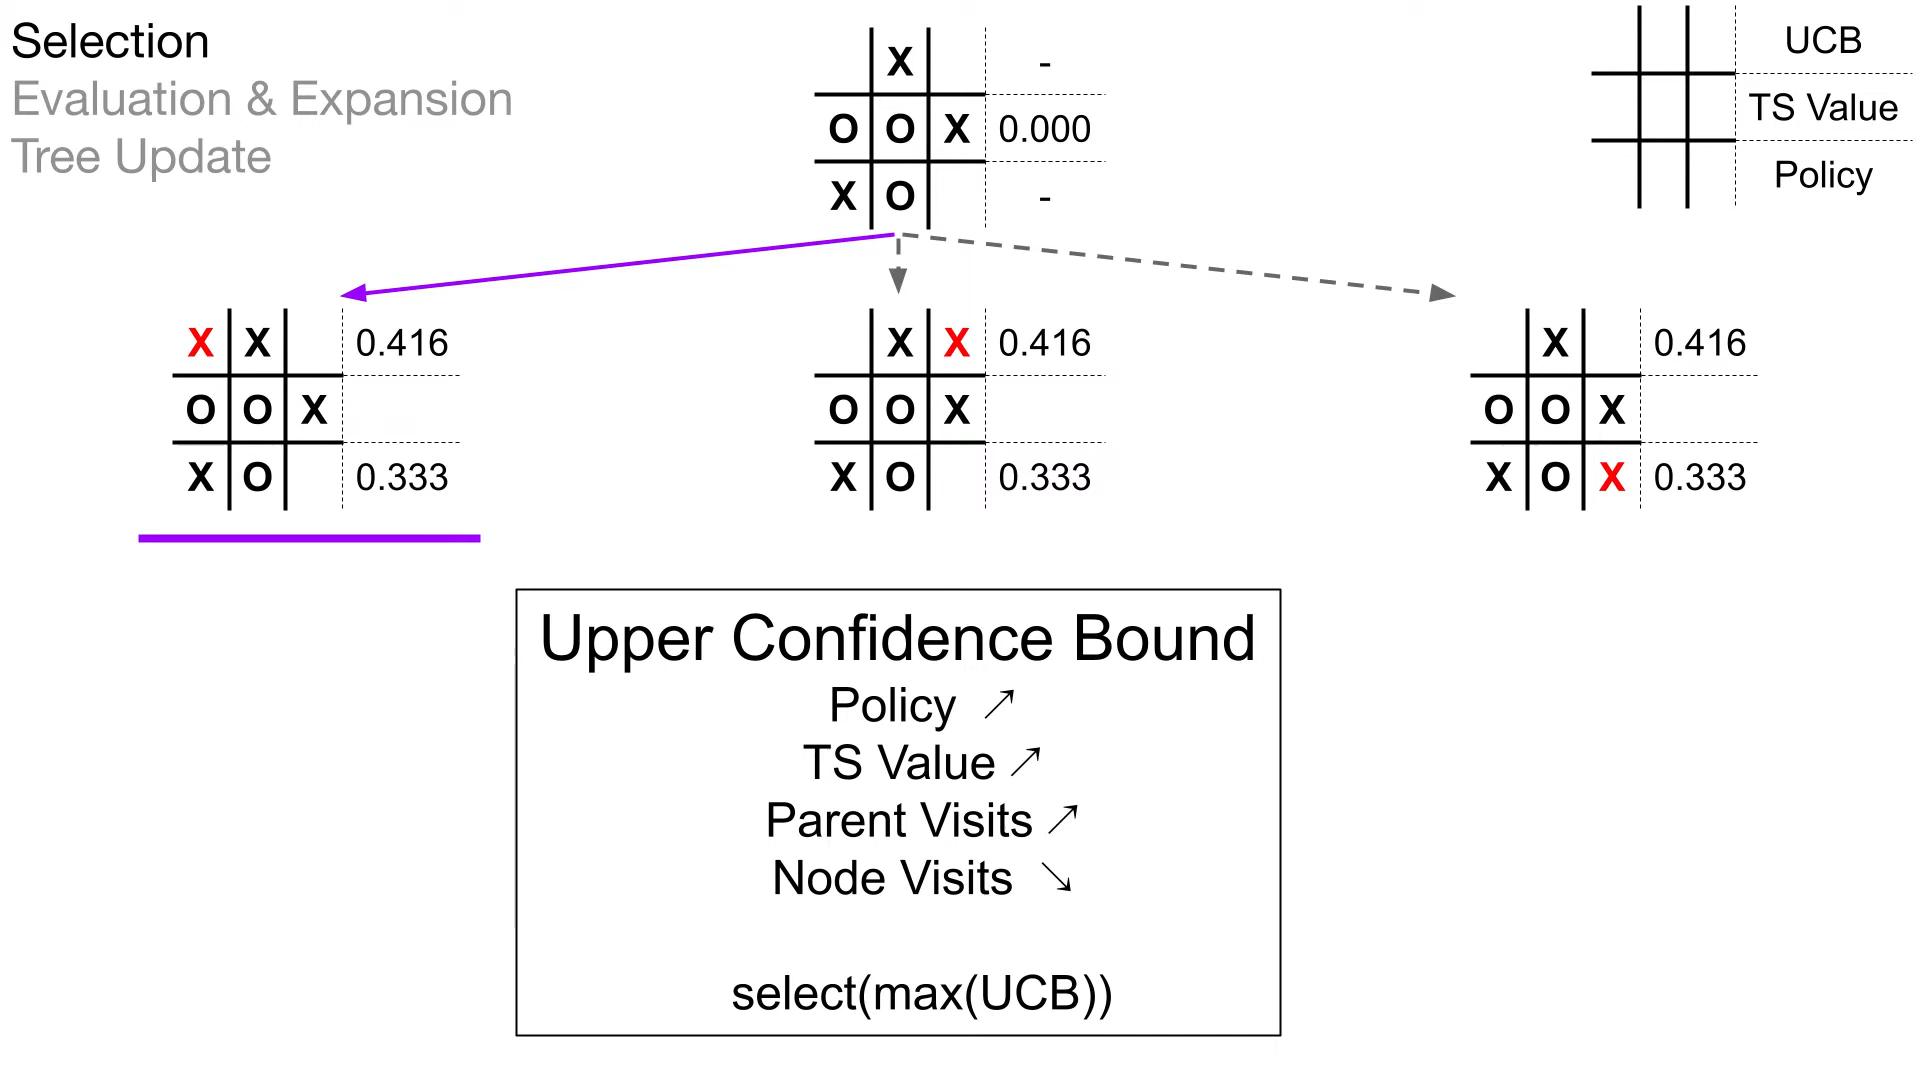 Selection
Evaluation & Expansion
Tree Update
X -
O O X 0.000
X O -
UCB
TS Value
Policy
X X 0.416
O O X
X O 0.333
X X 0.416
O O X
X O 0.333
X 0.416
O O X
X O X 0.333
Upper Confidence Bound
Policy ↗
TS Value ↗
Parent Visits ↗
Node Visits ↘
select(max(UCB))